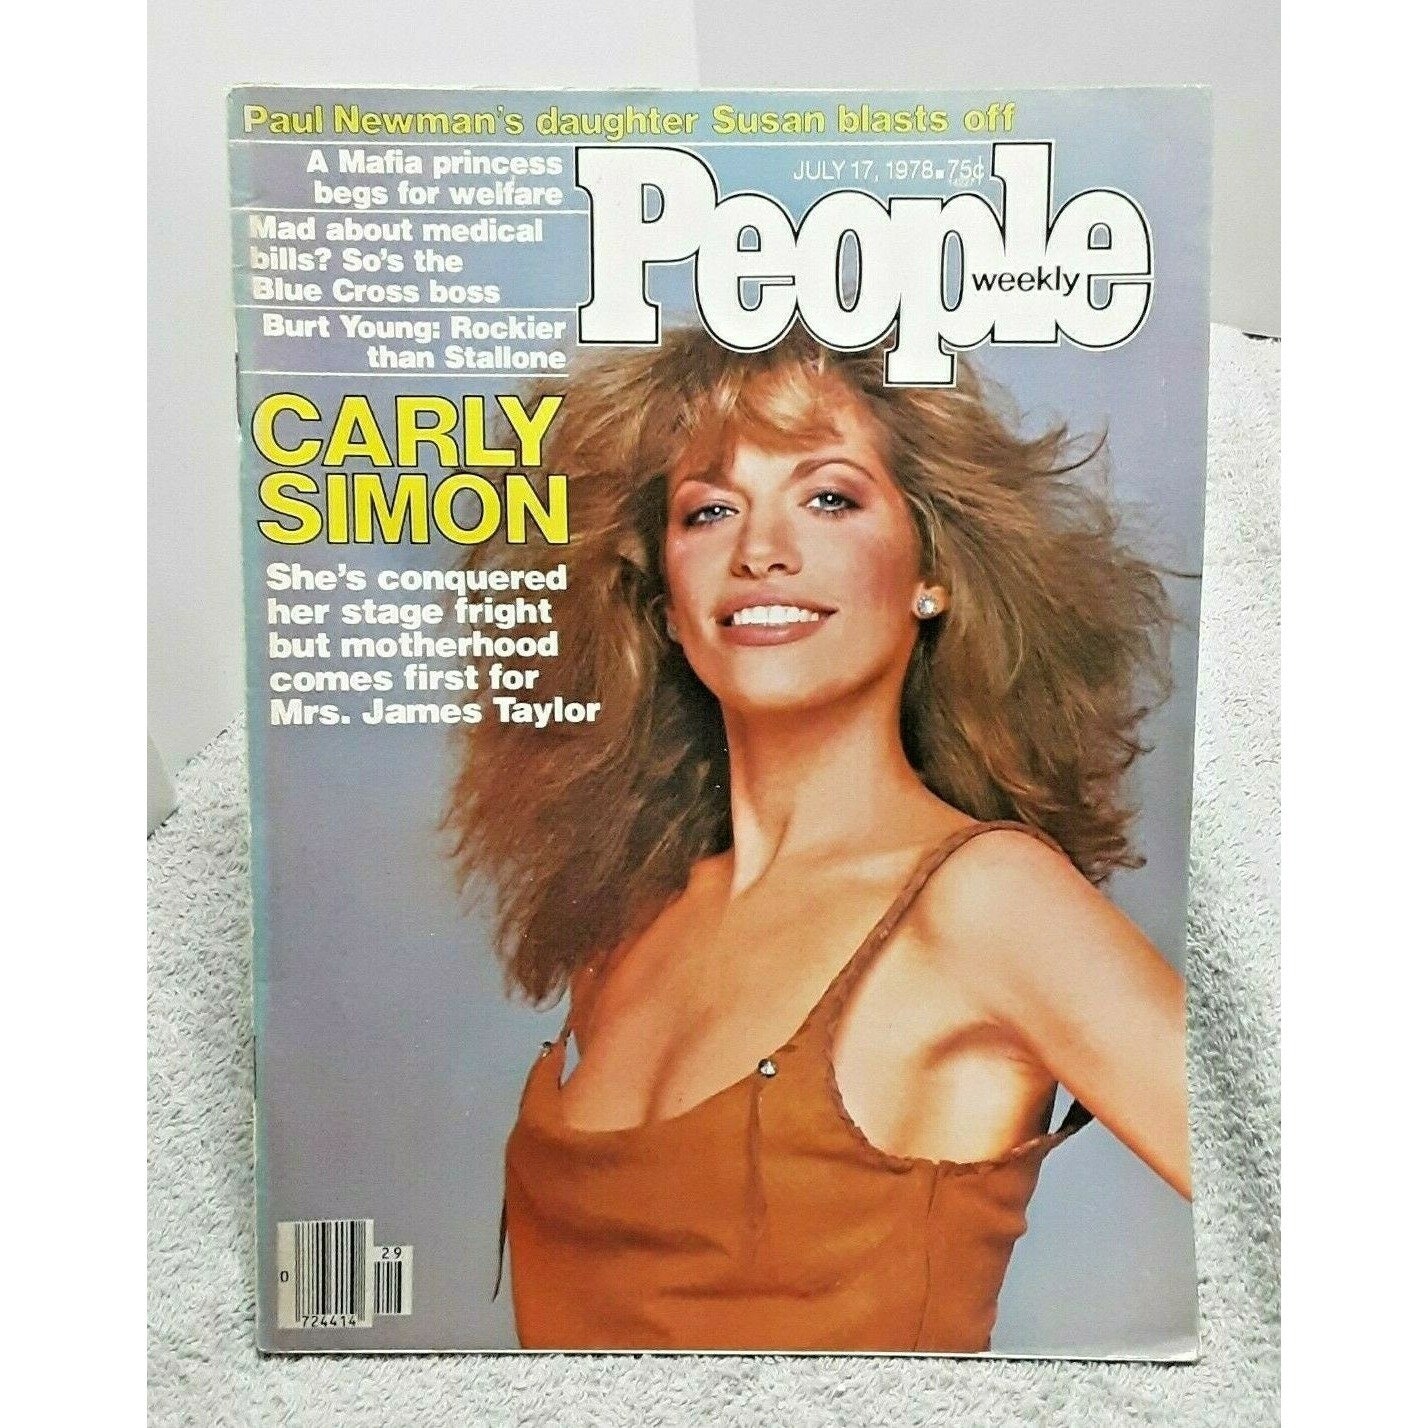 Paul Newman's daughter Susan blasts off
A Mafia princess
begs for welfare
Mad about medical
bills? So's the
Blue Cross boss
Burt Young: Rockier
than Stallone
JULY 17, 1978 ■ 75¢
People
weekly
CARLY
SIMON
She's conquered
her stage fright
but motherhood
comes first for
Mrs. James Taylor
29
0
724414